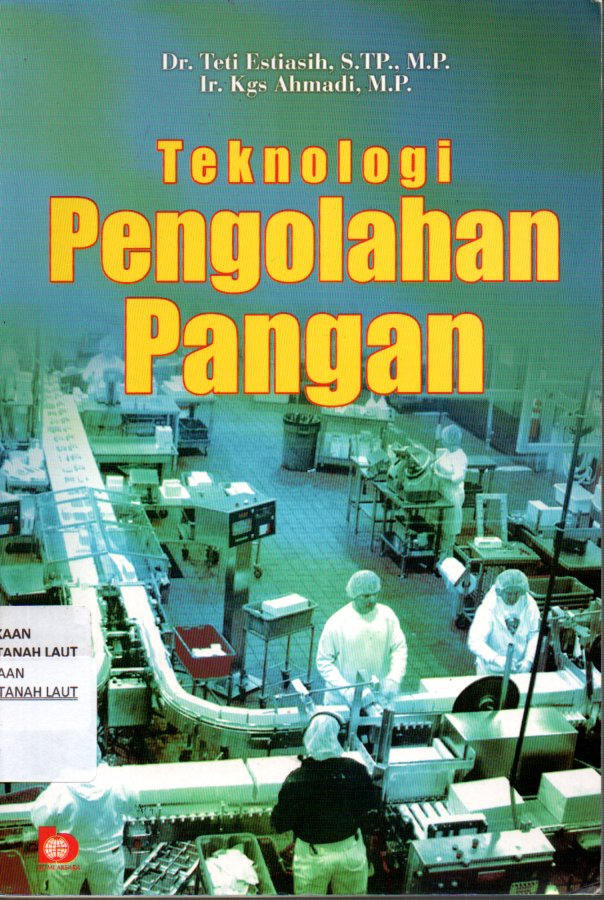 Dr. Teti Estiasih, S.TP., M.P.
Ir. Kgs Ahmadi, M.P.
Teknologi
Pengolahan
Pangan
KAAN
TANAH LAUT
AAN
TANAH LAUT